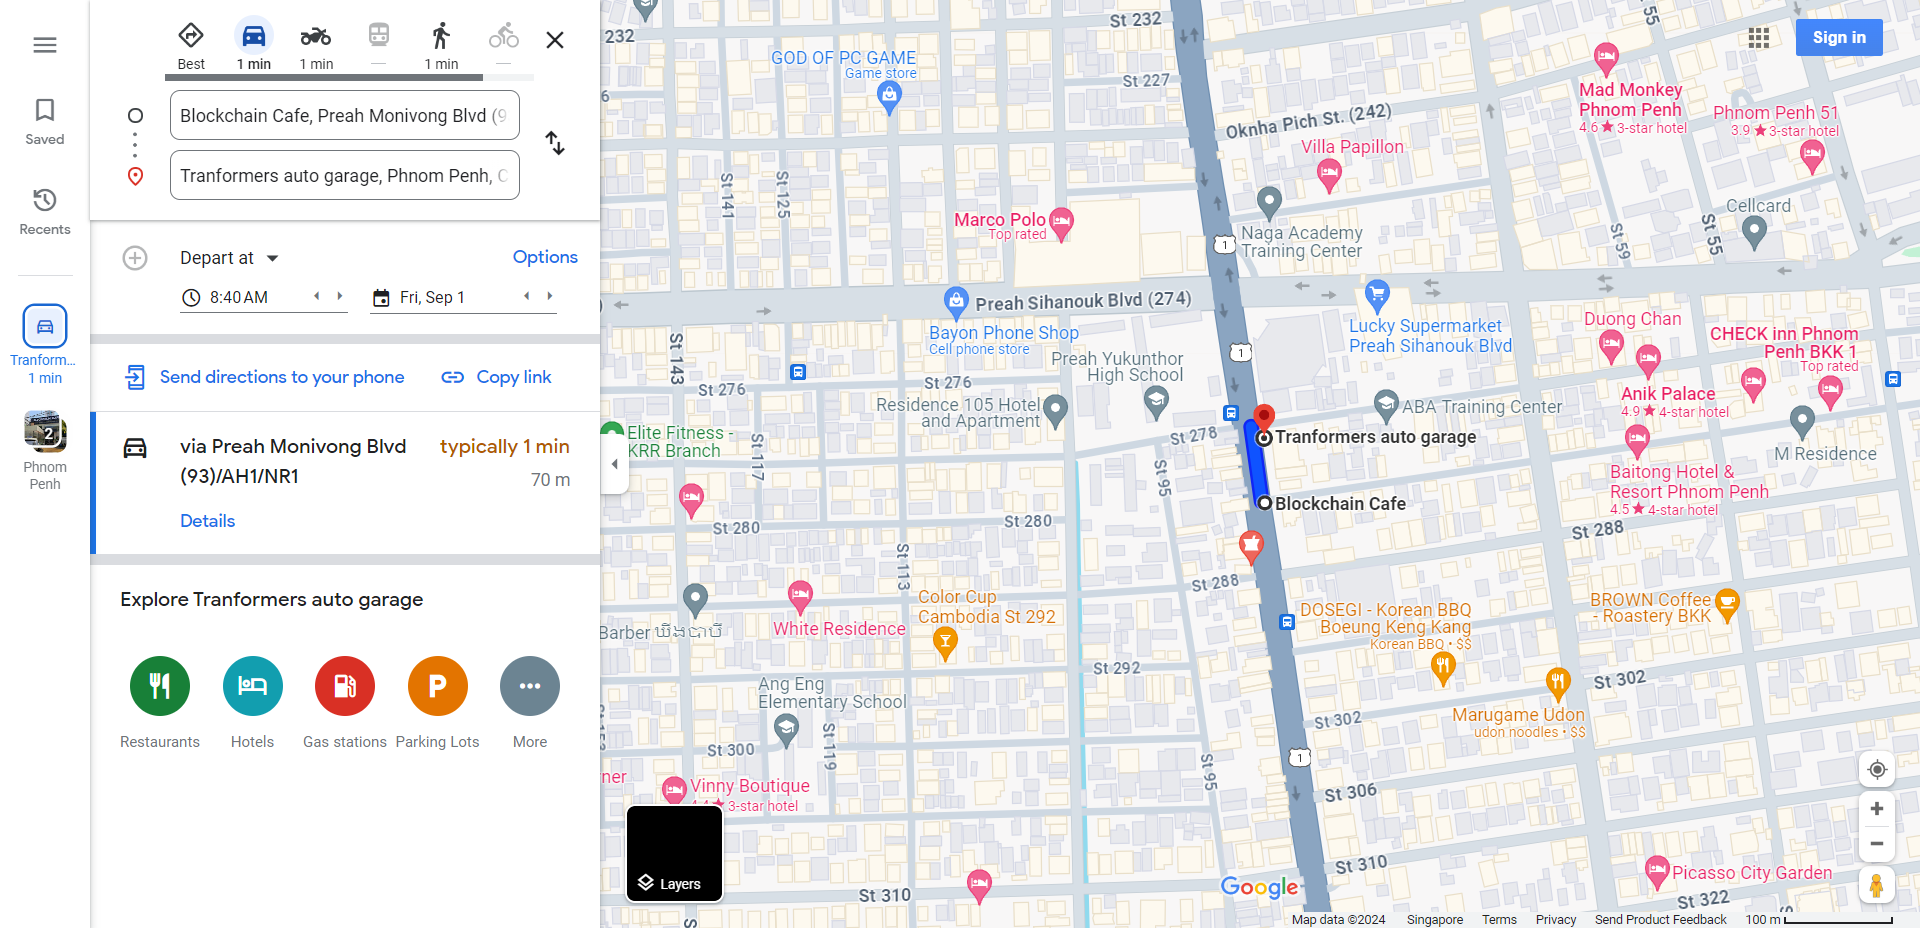 Best
1 min
1 min
—
1 min
—
Blockchain Cafe, Preah Monivong Blvd (9
Tranformers auto garage, Phnom Penh, C
Saved
Recents
Tranform...
1 min
2
Phnom
Penh
Depart at
Options
8:40 AM
Fri, Sep 1
Send directions to your phone
Copy link
via Preah Monivong Blvd
(93)/AH1/NR1
typically 1 min
70 m
Details
Explore Tranformers auto garage
P
Restaurants
Hotels
Gas stations
Parking Lots
More
Sign in
232
St 232
GOD OF PC GAME
Game store
St 227
55
Mad Monkey
Phnom Penh
4.6★ 3-star hotel
Phnom Penh 51
3.9 ★ 3-star hotel
Oknha Pich St. (242)
Villa Papillon
6
St 141
St 125
Marco Polo
Top rated
Naga Academy
Training Center
1
Cellcard
St 59
St 55
Preah Sihanouk Blvd (274)
Bayon Phone Shop
Cell phone store
Lucky Supermarket
Preah Sihanouk Blvd
Duong Chan
CHECK inn Phnom
Penh BKK 1
Top rated
1
St 143
Preah Yukunthor
High School
St 276
St 276
Residence 105 Hotel
and Apartment
Anik Palace
4.9★ 4-star hotel
ABA Training Center
Elite Fitness -
KRR Branch
St 117
St 278
Tranformers auto garage
M Residence
St 95
Baitong Hotel &
Resort Phnom Penh
4.5★ 4-star hotel
Blockchain Cafe
St 280
St 280
St 288
St 113
St 288
Color Cup
Cambodia St 292
DOSEGI - Korean BBQ
Boeung Keng Kang
Korean BBQ • $$
BROWN Coffee
- Roastery BKK
Barber ឃីងបាបី
White Residence
St 292
Ang Eng
Elementary School
St 302
St 302
Marugame Udon
udon noodles • $$
St 300
St 119
1
St 95
ner
Vinny Boutique
4.4★ 3-star hotel
St 306
Layers
St 310
St 310
Picasso City Garden
St 322
Google
Map data ©2024
Singapore
Terms
Privacy
Send Product Feedback
100 m